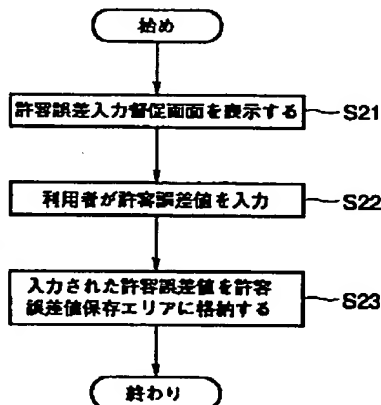 始め
許容誤差入力督促画面を表示する
S21
利用者が許容誤差値を入力
S22
入力された許容誤差値を許容
誤差値保存エリアに格納する
S23
終わり